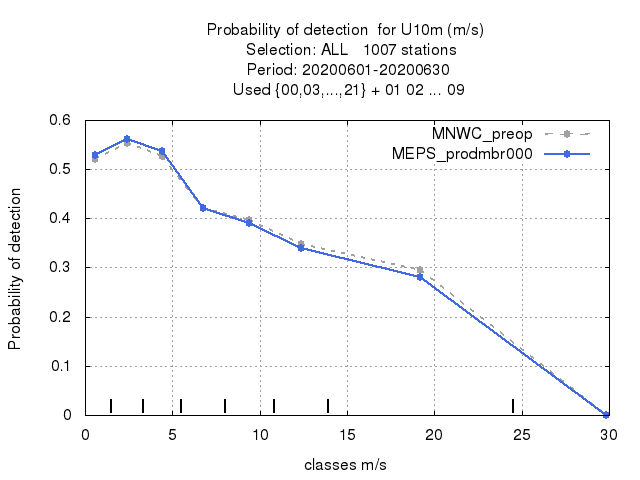 Probability of detection  for U10m (m/s)
Selection: ALL   1007 stations
Period: 20200601-20200630
Used {00,03,...,21} + 01 02 ... 09
MNWC_preop
MEPS_prodmbr000
Probability of detection
0.6
0.5
0.4
0.3
0.2
0.1
0
0 5 10 15 20 25 30
classes m/s